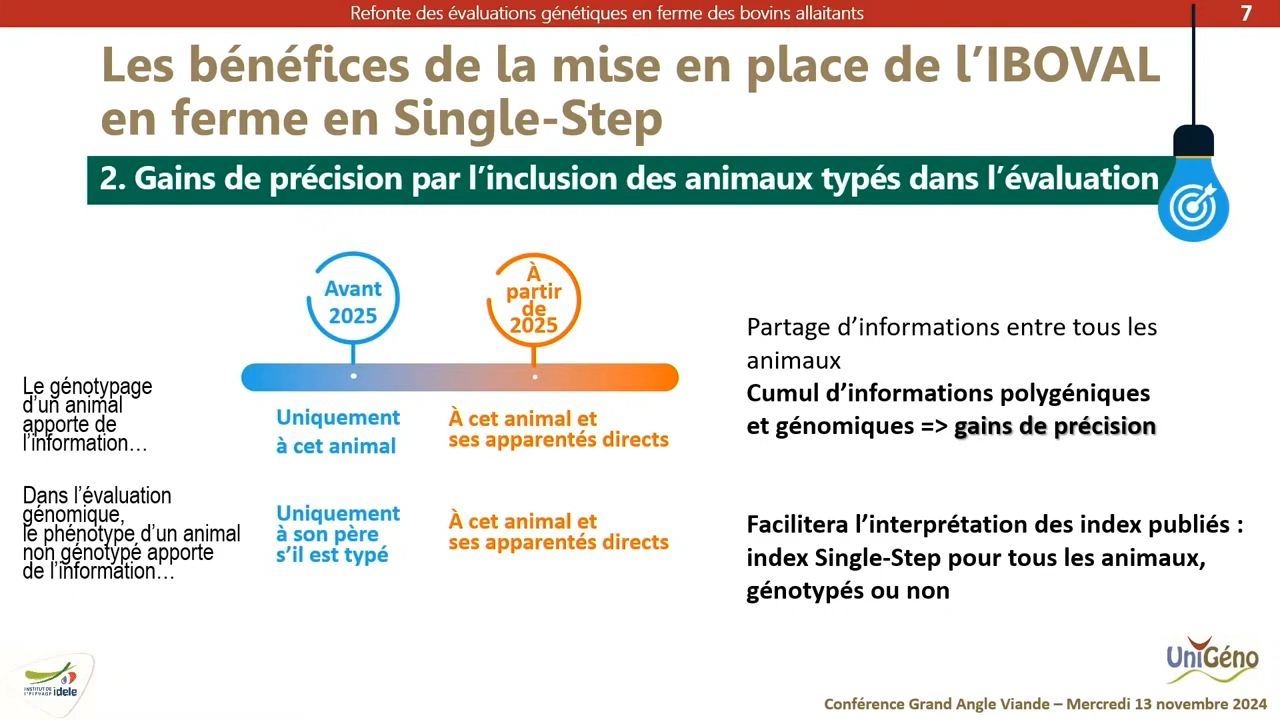 Refonte des évaluations génétiques en ferme des bovins allaitants
7
Les bénéfices de la mise en place de l’IBOVAL
en ferme en Single-Step
2. Gains de précision par l’inclusion des animaux typés dans l’évaluation
Avant
2025
À
partir
de
2025
Le génotypage
d’un animal
apporte de
l’information…
Uniquement
à cet animal
À cet animal et
ses apparentés directs
Dans l’évaluation
génomique,
le phénotype d’un animal
non génotypé apporte
de l’information…
Uniquement
à son père
s’il est typé
À cet animal et
ses apparentés directs
Partage d’informations entre tous les
animaux
Cumul d’informations polygéniques
et génomiques => gains de précision
Facilitera l’interprétation des index publiés :
index Single-Step pour tous les animaux,
génotypés ou non
INSTITUT DE
L’ELEVAGE idele
UniGéno
Conférence Grand Angle Viande – Mercredi 13 novembre 2024